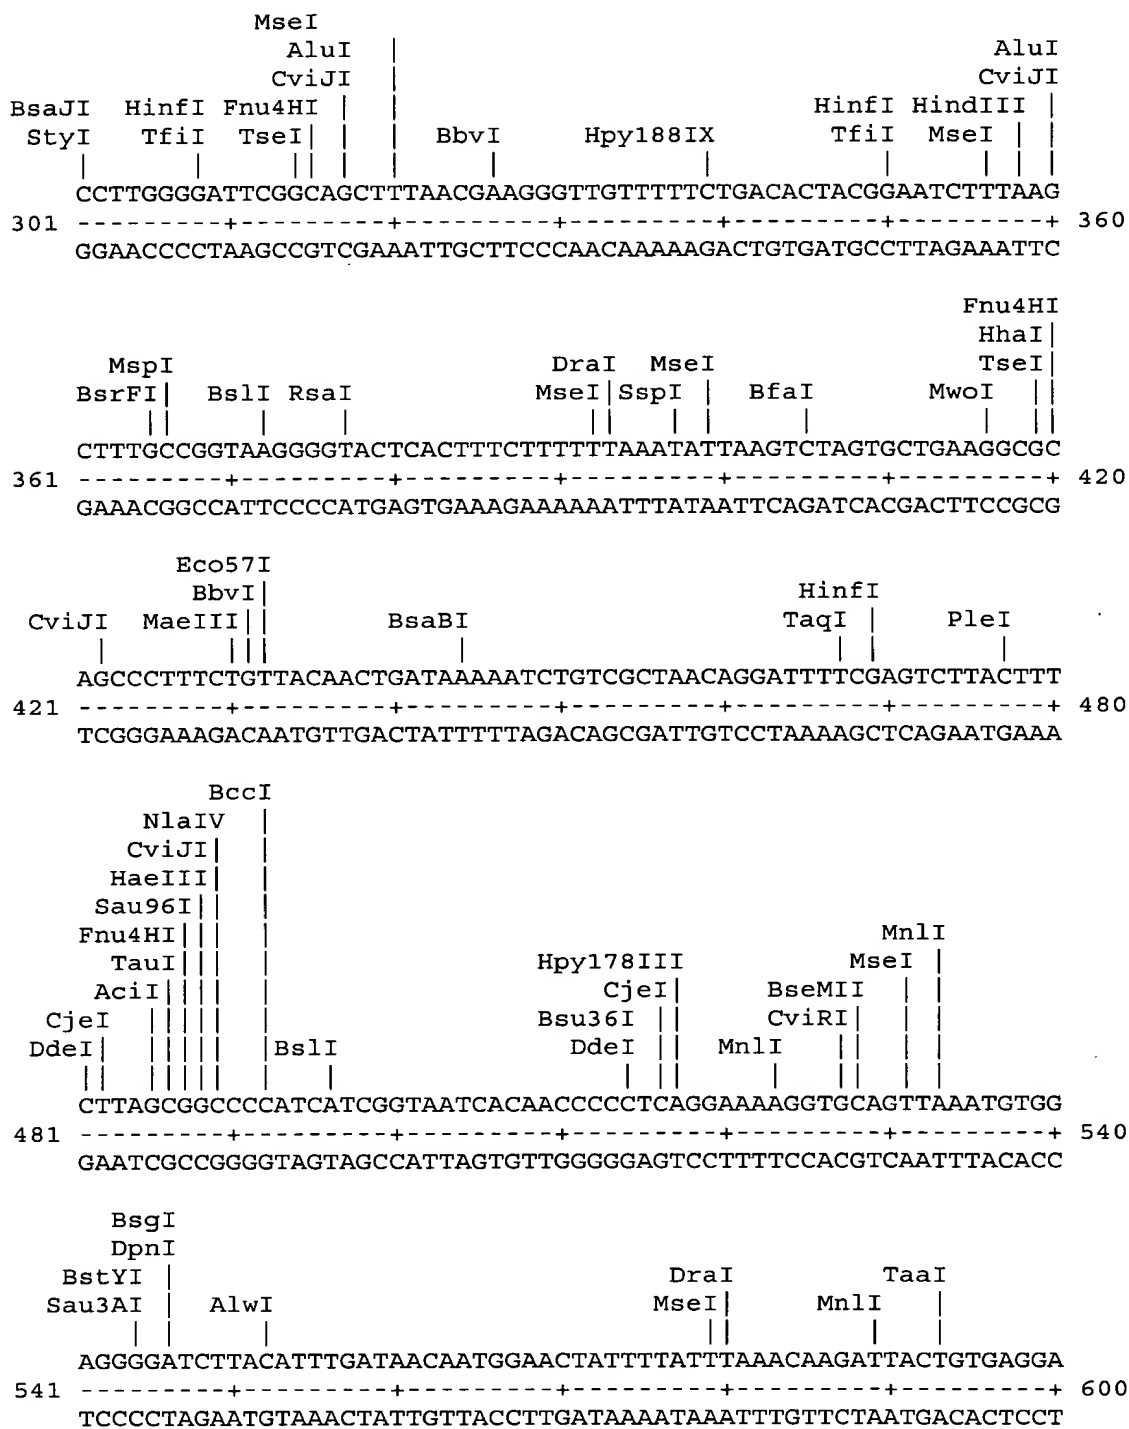 MseI
AluI AluI
CviJI CviJI
BsaJI HinfI Fnu4HI HinfI HindIII
StyI TfiI TseI BbvI Hpy188IX TfiI MseI
CCTTGGGGATTCGGCAGCTTTAACGAAGGGTTGTTTTTCTGACACTACGGAATCTTTAAG
301 ---------+---------+---------+---------+---------+---------+ 360
GGAACCCCTAAGCCGTCGAAATTGCTTCCCAACAAAAAGACTGTGATGCCTTAGAAATTC
Fnu4HI
HhaI
MspI DraI MseI TseI
BsrFI BslI RsaI MseI SspI BfaI MwoI
CTTTGCCGGTAAGGGGTACTCACTTTCTTTTTTTAAATATTAAGTCTAGTGCTGAAGGCGC
361 ---------+---------+---------+---------+---------+---------+ 420
GAAACGGCCATTCCCCATGAGTGAAAGAAAAAATTTATAATTCAGATCACGACTTCCGCG
Eco57I
BbvI HinfI
CviJI MaeIII BsaBI TaqI PleI
AGCCCTTTCTGTTACAACTGATAAAAATCTGTCGCTAACAGGATTTTCGAGTCTTACTTT
421 ---------+---------+---------+---------+---------+---------+ 480
TCGGGAAAGACAATGTTGACTATTTTTAGACAGCGATTGTCCTAAAAGCTCAGAATGAAA
BccI
NlaIV
CviJI
HaeIII
Sau96I
Fnu4HI MnlI
TauI Hpy178III MseI
AciI CjeI BseMII
CjeI Bsu36I CviRI
DdeI BslI DdeI MnlI
CTTAGCGGCCCCATCATCGGTAATCACAACCCCCTCAGGAAAAGGTGCAGTTAAATGTGG
481 ---------+---------+---------+---------+---------+---------+ 540
GAATCGCCGGGGTAGTAGCCATTAGTGTTGGGGGAGTCCTTTTCCACGTCAATTTACACC
BsgI
DpnI
BstYI DraI TaaI
Sau3AI AlwI MseI MnlI
AGGGGATCTTACATTTGATAACAATGGAACTATTTTATTTAAACAAGATTACTGTGAGGA
541 ---------+---------+---------+---------+---------+---------+ 600
TCCCCTAGAATGTAAACTATTGTTACCTTGATAAAATAAATTTGTTCTAATGACACTCCT